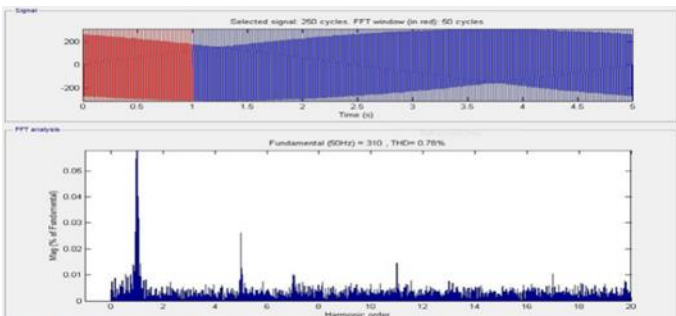 Signal
Selected signal: 250 cycles. FFT window (in red): 50 cycles
200
0
-200
0 0.5 1 1.5 2 2.5 3 3.5 4 4.5 5
Time (s)
FFT analysis
Fundamental (50Hz) = 310 , THD= 0.78%
Mag (% of Fundamental)
0.05
0.04
0.03
0.02
0.01
0
0 2 4 6 8 10 12 14 16 18 20
Harmonic order